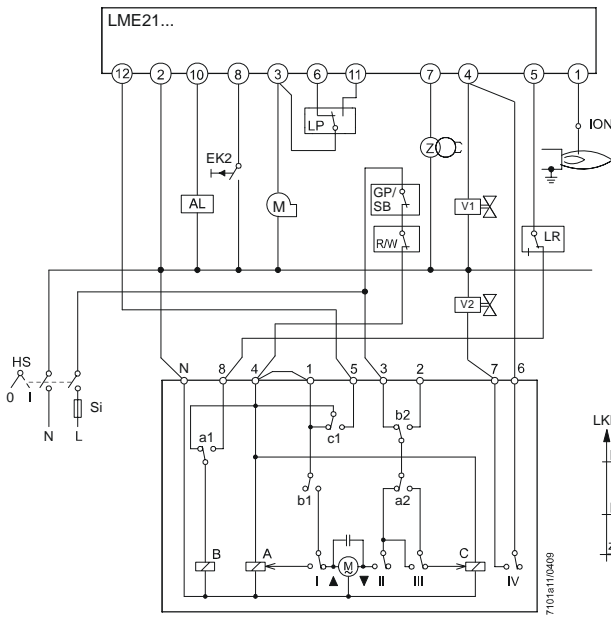 LME21...
12 2 10 8 3 6 11 7 4 5 1
ION
LP
EK2
GP/
SB
Z
AL
M
V1
R/W
LR
V2
HS
0 I
Si
N L
N 8 4 1 5 3 2 7 6
a1
c1
b2
b1
a2
B A I M II III C IV
7101a11/0409